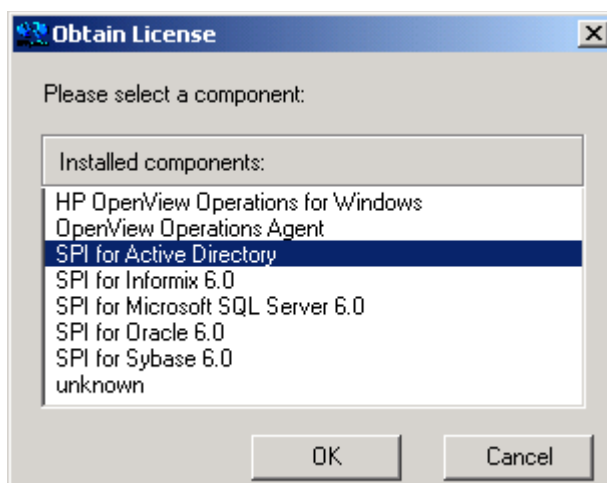 Obtain License
Please select a component:
Installed components:
HP OpenView Operations for Windows
OpenView Operations Agent
SPI for Active Directory
SPI for Informix 6.0
SPI for Microsoft SQL Server 6.0
SPI for Oracle 6.0
SPI for Sybase 6.0
unknown
OK Cancel